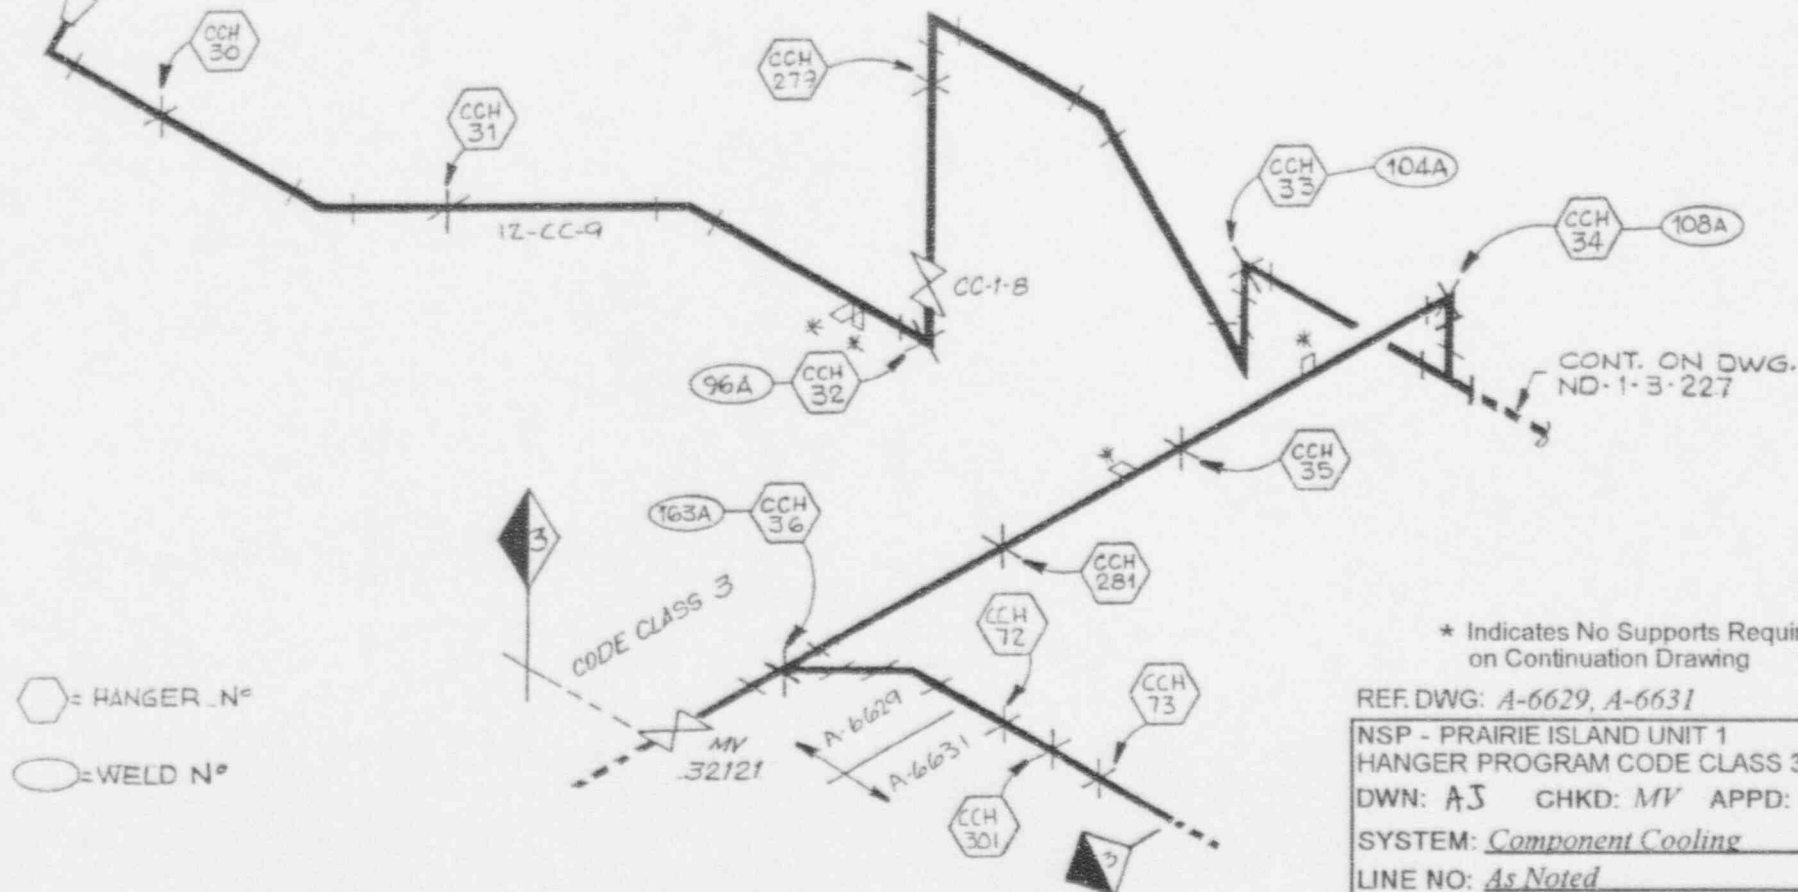 CCH
30
CCH
31
12-CC-9
CCH
279
CC-1-8
CCH
33
104A
CCH
34
108A
*
*
96A
CCH
32
*
CONT. ON DWG.
ND-1-3-227
*
CCH
35
163A
CCH
36
3
CODE CLASS 3
CCH
281
CCH
72
CCH
73
A-6629
A-6631
MV
32121
CCH
301
3
= HANGER Nº
= WELD Nº
* Indicates No Supports Requir
on Continuation Drawing
REF. DWG: A-6629, A-6631
NSP - PRAIRIE ISLAND UNIT 1
HANGER PROGRAM CODE CLASS 3
DWN: AJ CHKD: MV APPD:
SYSTEM: Component Cooling
LINE NO: As Noted